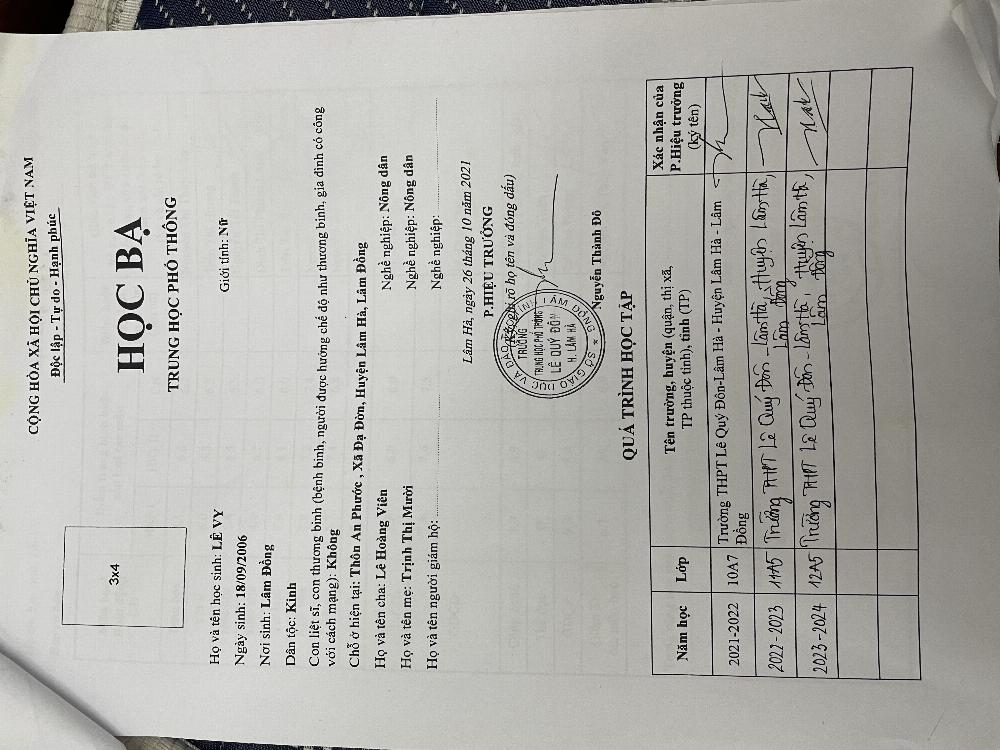 CỘNG HÒA XÃ HỘI CHỦ NGHĨA VIỆT NAM
Độc lập - Tự do - Hạnh phúc
3x4
HỌC BẠ
TRUNG HỌC PHỔ THÔNG
Họ và tên học sinh: LÊ VY
Giới tính: Nữ
Ngày sinh: 18/09/2006
Nơi sinh: Lâm Đồng
Dân tộc: Kinh
Con liệt sĩ, con thương binh (bệnh binh, người được hưởng chế độ như thương binh, gia đình có công
với cách mạng): Không
Chỗ ở hiện tại: Thôn An Phước , Xã Đạ Đờn, Huyện Lâm Hà, Lâm Đồng
Họ và tên cha: Lê Hoàng Viên Nghề nghiệp: Nông dân
Họ và tên mẹ: Trịnh Thị Mười Nghề nghiệp: Nông dân
Họ và tên người giám hộ: Nghề nghiệp:
Lâm Hà, ngày 26 tháng 10 năm 2021
P.HIỆU TRƯỞNG
(Ký, ghi rõ họ tên và đóng dấu)
SỞ GIÁO DỤC VÀ ĐÀO TẠO TỈNH LÂM ĐỒNG
TRƯỜNG
TRUNG HỌC PHỔ THÔNG
LÊ QUÝ ĐÔN
H. LÂM HÀ
Nguyễn Thành Đô
QUÁ TRÌNH HỌC TẬP
Năm học Lớp Tên trường, huyện (quận, thị xã,
TP thuộc tỉnh), tỉnh (TP)
Xác nhận của
P.Hiệu trưởng
(ký tên)
2021-2022 10A7 Trường THPT Lê Quý Đôn-Lâm Hà - Huyện Lâm Hà - Lâm
Đồng
2022-2023 11A5 Trường THPT Lê Quý Đôn - Lâm Hà, Huyện Lâm Hà,
Lâm Đồng
2023-2024 12A5 Trường THPT Lê Quý Đôn - Lâm Hà, Huyện Lâm Hà,
Lâm Đồng